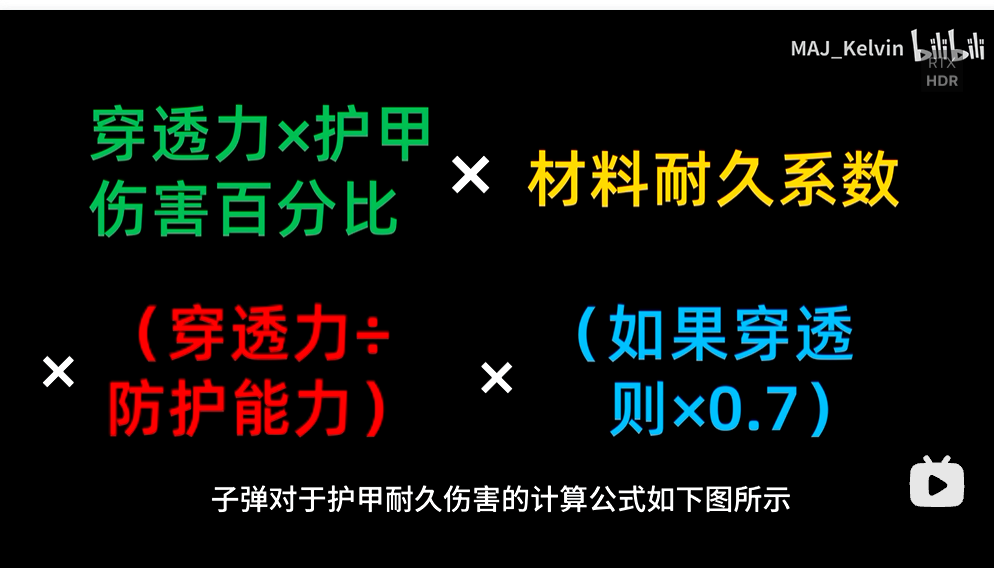 MAJ_Kelvin bilibili
RTX
HDR
穿透力×护甲
伤害百分比
×
材料耐久系数
×
（穿透力÷
防护能力）
×
（如果穿透
则×0.7）
子弹对于护甲耐久伤害的计算公式如下图所示